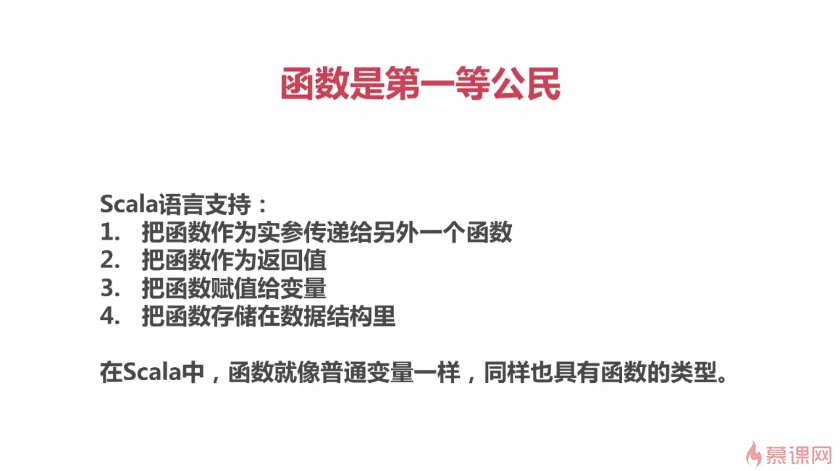 函数是第一等公民
Scala语言支持：
1. 把函数作为实参传递给另外一个函数
2. 把函数作为返回值
3. 把函数赋值给变量
4. 把函数存储在数据结构里
在Scala中，函数就像普通变量一样，同样也具有函数的类型。
慕课网